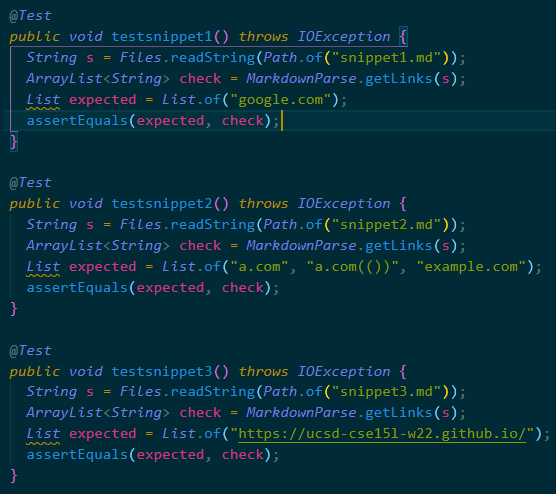 @Test
public void testsnippet1() throws IOException {
  String s = Files.readString(Path.of("snippet1.md"));
  ArrayList<String> check = MarkdownParse.getLinks(s);
  List expected = List.of("google.com");
  assertEquals(expected, check);
}
@Test
public void testsnippet2() throws IOException {
  String s = Files.readString(Path.of("snippet2.md"));
  ArrayList<String> check = MarkdownParse.getLinks(s);
  List expected = List.of("a.com", "a.com(())", "example.com");
  assertEquals(expected, check);
}
@Test
public void testsnippet3() throws IOException {
  String s = Files.readString(Path.of("snippet3.md"));
  ArrayList<String> check = MarkdownParse.getLinks(s);
  List expected = List.of("https://ucsd-cse15l-w22.github.io/");
  assertEquals(expected, check);
}